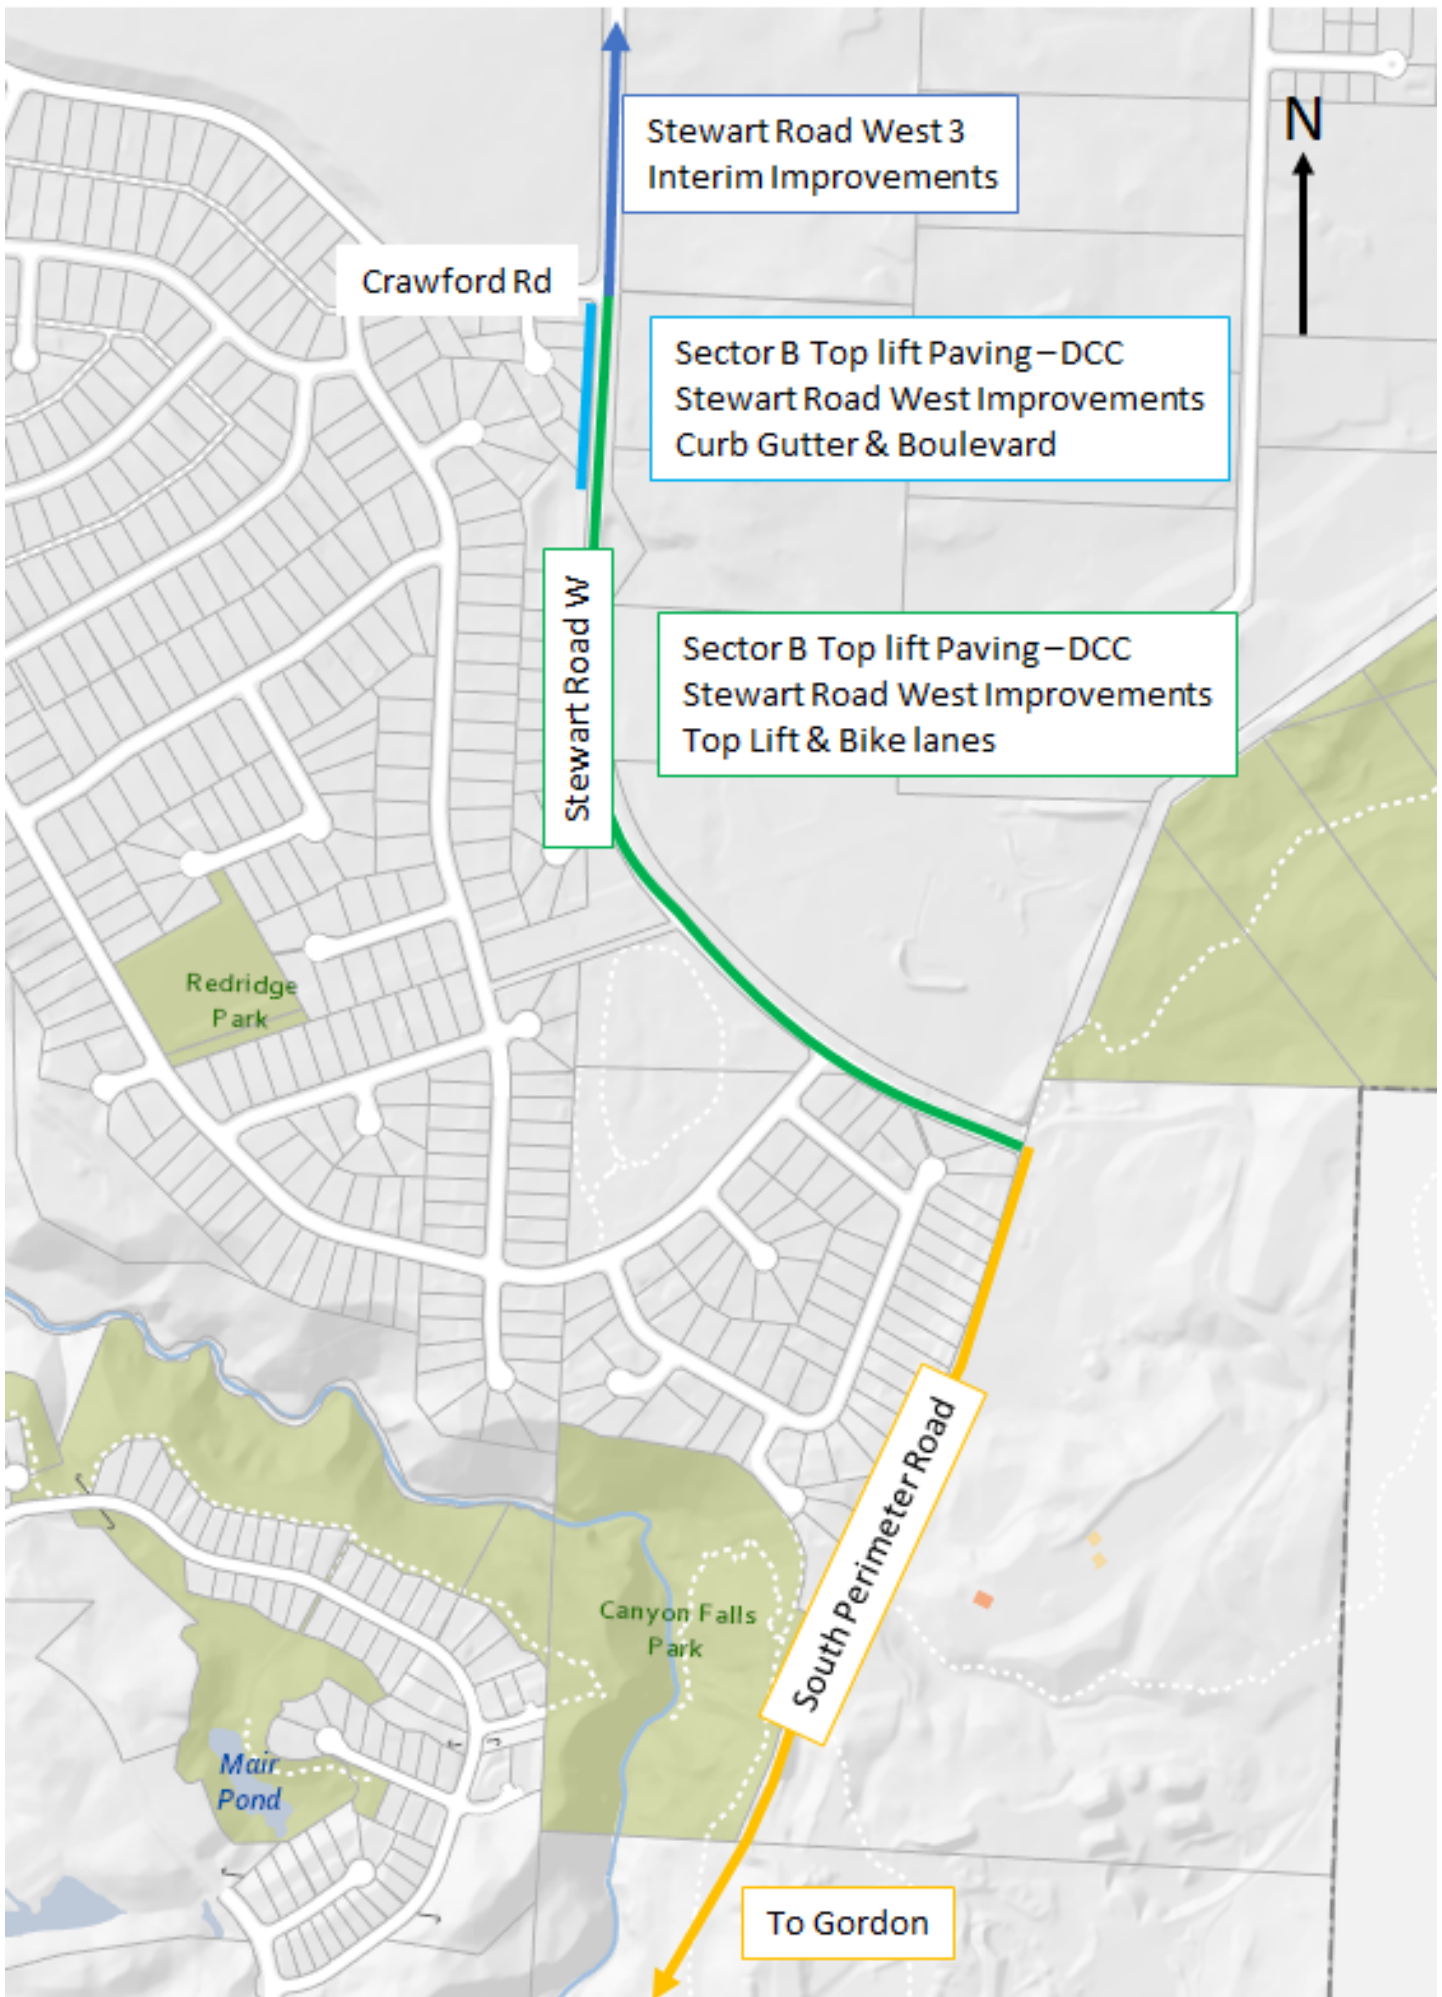 Stewart Road West 3
Interim Improvements
N
Crawford Rd
Sector B Top lift Paving – DCC
Stewart Road West Improvements
Curb Gutter & Boulevard
Stewart Road W
Sector B Top lift Paving – DCC
Stewart Road West Improvements
Top Lift & Bike lanes
Redridge
Park
South Perimeter Road
Canyon Falls
Park
Mair
Pond
To Gordon